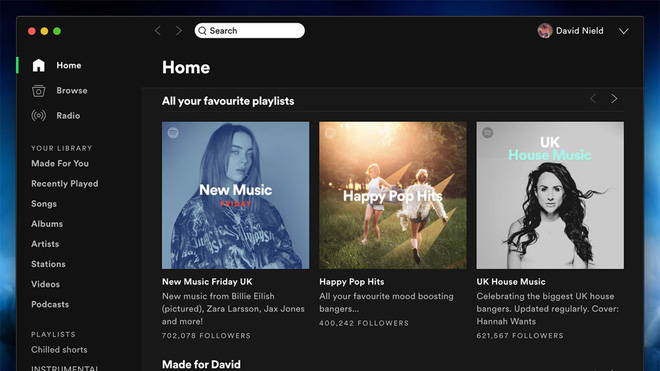 Search
David Nield
Home
Browse
Radio
YOUR LIBRARY
Made For You
Recently Played
Songs
Albums
Artists
Stations
Videos
Podcasts
PLAYLISTS
Chilled shorts
INSTRUMENTAL
Home
All your favourite playlists
New Music
FRIDAY
New Music Friday UK
New music from Billie Eilish
(pictured), Zara Larsson, Jax Jones
and more!
702,078 FOLLOWERS
Happy Pop Hits
Happy Pop Hits
All your favourite mood boosting
bangers...
400,242 FOLLOWERS
UK
House Music
UK House Music
Celebrating the biggest UK house
bangers. Updated regularly. Cover:
Hannah Wants
621,567 FOLLOWERS
Made for David